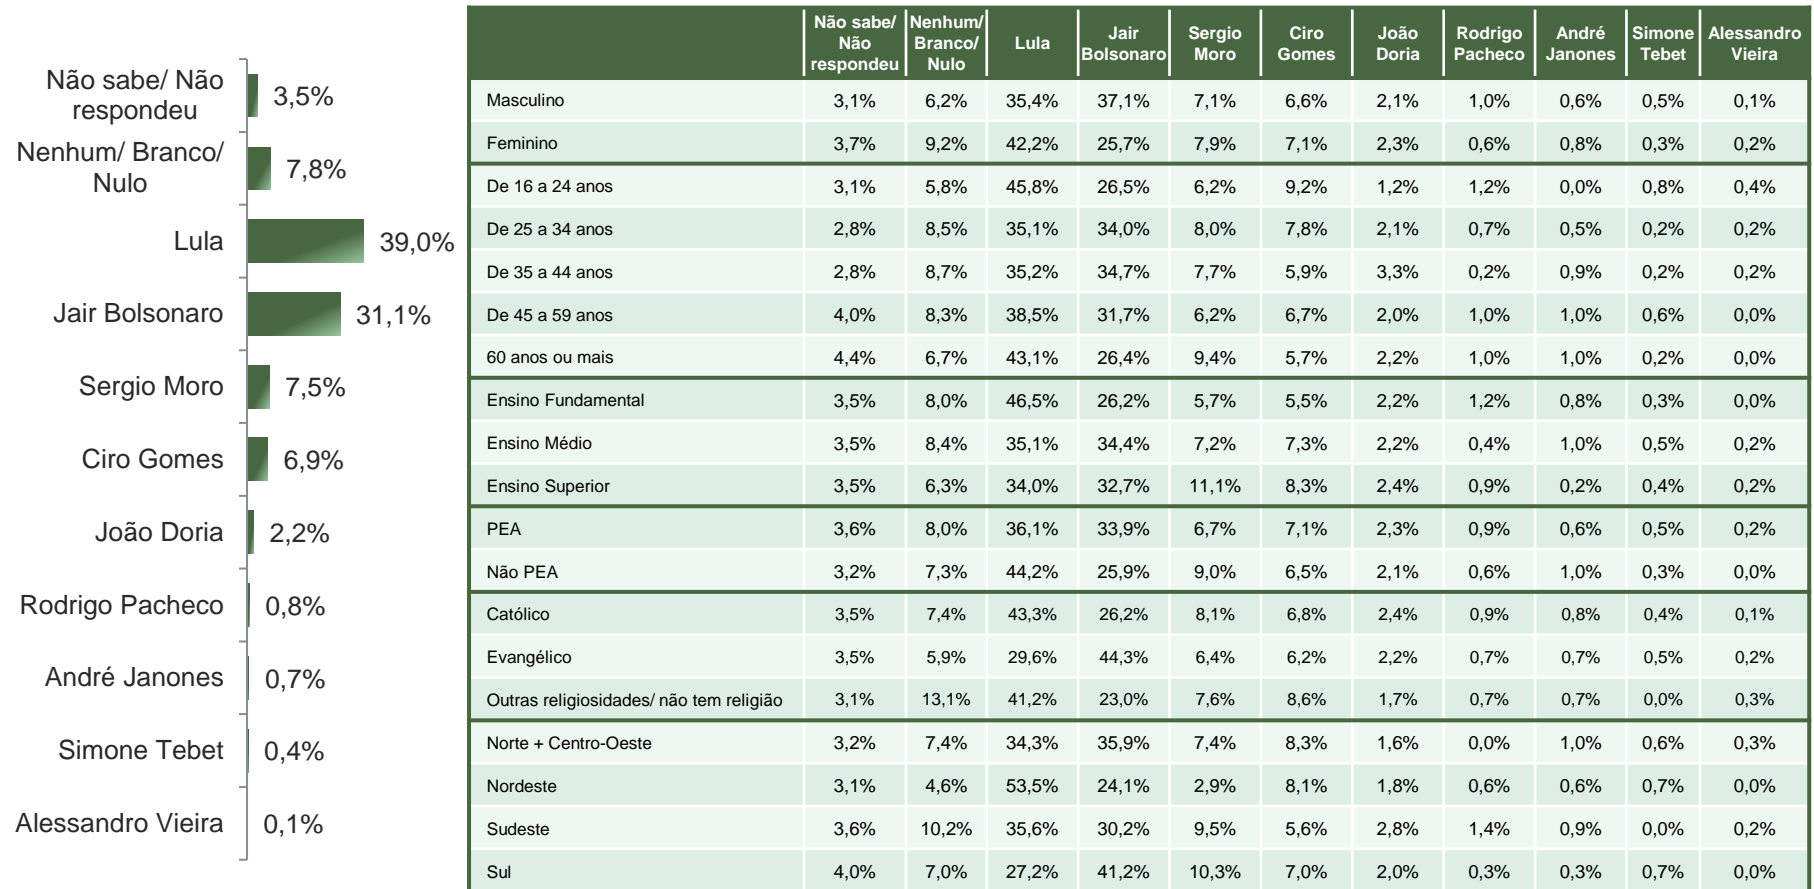 Não sabe/ Não
respondeu
3,5%
Nenhum/ Branco/
Nulo
7,8%
Lula
39,0%
Jair Bolsonaro
31,1%
Sergio Moro
7,5%
Ciro Gomes
6,9%
João Doria
2,2%
Rodrigo Pacheco
0,8%
André Janones
0,7%
Simone Tebet
0,4%
Alessandro Vieira
0,1%
Não sabe/ Não respondeu Nenhum/ Branco/ Nulo Lula Jair Bolsonaro Sergio Moro Ciro Gomes João Doria Rodrigo Pacheco André Janones Simone Tebet Alessandro Vieira
Masculino 3,1% 6,2% 35,4% 37,1% 7,1% 6,6% 2,1% 1,0% 0,6% 0,5% 0,1%
Feminino 3,7% 9,2% 42,2% 25,7% 7,9% 7,1% 2,3% 0,6% 0,8% 0,3% 0,2%
De 16 a 24 anos 3,1% 5,8% 45,8% 26,5% 6,2% 9,2% 1,2% 1,2% 0,0% 0,8% 0,4%
De 25 a 34 anos 2,8% 8,5% 35,1% 34,0% 8,0% 7,8% 2,1% 0,7% 0,5% 0,2% 0,2%
De 35 a 44 anos 2,8% 8,7% 35,2% 34,7% 7,7% 5,9% 3,3% 0,2% 0,9% 0,2% 0,2%
De 45 a 59 anos 4,0% 8,3% 38,5% 31,7% 6,2% 6,7% 2,0% 1,0% 1,0% 0,6% 0,0%
60 anos ou mais 4,4% 6,7% 43,1% 26,4% 9,4% 5,7% 2,2% 1,0% 1,0% 0,2% 0,0%
Ensino Fundamental 3,5% 8,0% 46,5% 26,2% 5,7% 5,5% 2,2% 1,2% 0,8% 0,3% 0,0%
Ensino Médio 3,5% 8,4% 35,1% 34,4% 7,2% 7,3% 2,2% 0,4% 1,0% 0,5% 0,2%
Ensino Superior 3,5% 6,3% 34,0% 32,7% 11,1% 8,3% 2,4% 0,9% 0,2% 0,4% 0,2%
PEA 3,6% 8,0% 36,1% 33,9% 6,7% 7,1% 2,3% 0,9% 0,6% 0,5% 0,2%
Não PEA 3,2% 7,3% 44,2% 25,9% 9,0% 6,5% 2,1% 0,6% 1,0% 0,3% 0,0%
Católico 3,5% 7,4% 43,3% 26,2% 8,1% 6,8% 2,4% 0,9% 0,8% 0,4% 0,1%
Evangélico 3,5% 5,9% 29,6% 44,3% 6,4% 6,2% 2,2% 0,7% 0,7% 0,5% 0,2%
Outras religiosidades/ não tem religião 3,1% 13,1% 41,2% 23,0% 7,6% 8,6% 1,7% 0,7% 0,7% 0,0% 0,3%
Norte + Centro-Oeste 3,2% 7,4% 34,3% 35,9% 7,4% 8,3% 1,6% 0,0% 1,0% 0,6% 0,3%
Nordeste 3,1% 4,6% 53,5% 24,1% 2,9% 8,1% 1,8% 0,6% 0,6% 0,7% 0,0%
Sudeste 3,6% 10,2% 35,6% 30,2% 9,5% 5,6% 2,8% 1,4% 0,9% 0,0% 0,2%
Sul 4,0% 7,0% 27,2% 41,2% 10,3% 7,0% 2,0% 0,3% 0,3% 0,7% 0,0%